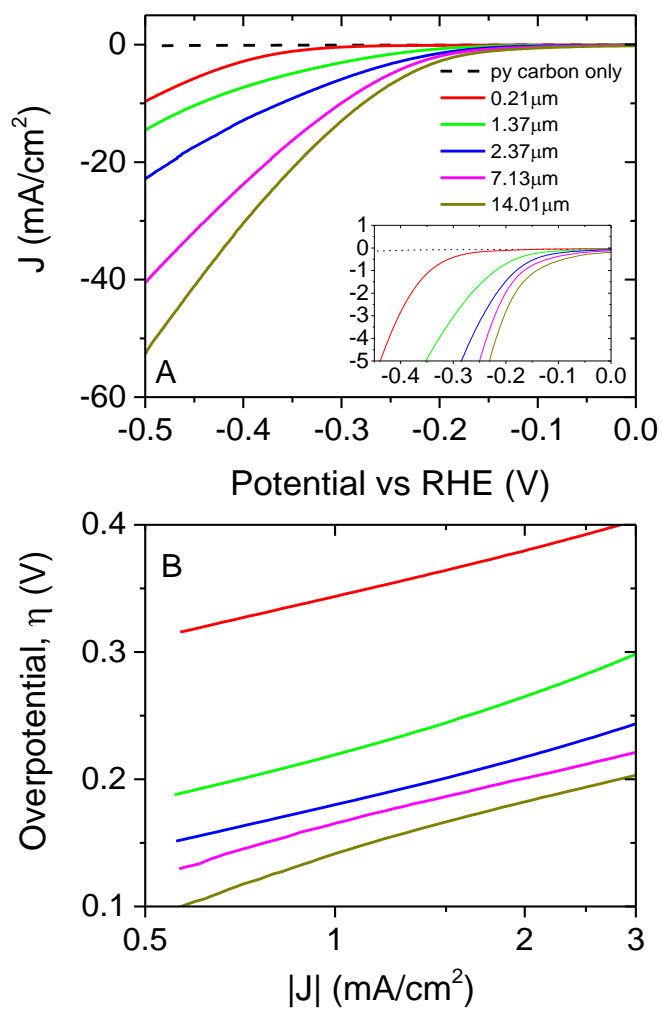 0
-20
-40
-60
J (mA/cm²)
py carbon only
0.21μm
1.37μm
2.37μm
7.13μm
14.01μm
1
0
-1
-2
-3
-4
-5
-0.4 -0.3 -0.2 -0.1 0.0
A
-0.5 -0.4 -0.3 -0.2 -0.1 0.0
Potential vs RHE (V)
0.4
0.3
0.2
0.1
Overpotential, η (V)
B
0.5 1 2 3
|J| (mA/cm²)